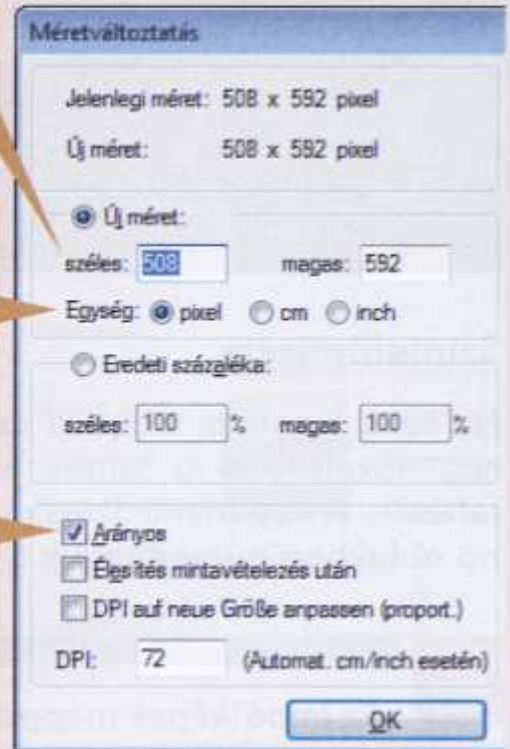 Méretváltoztatás
Jelenlegi méret: 508 x 592 pixel
Új méret: 508 x 592 pixel
Új méret:
széles: 508 magas: 592
Egység: pixel cm inch
Eredeti százaléka:
széles: 100 % magas: 100 %
Arányos
Élesítés mintavételezés után
DPI auf neue Größe anpassen (proport.)
DPI: 72 (Automat. cm/inch esetén)
OK